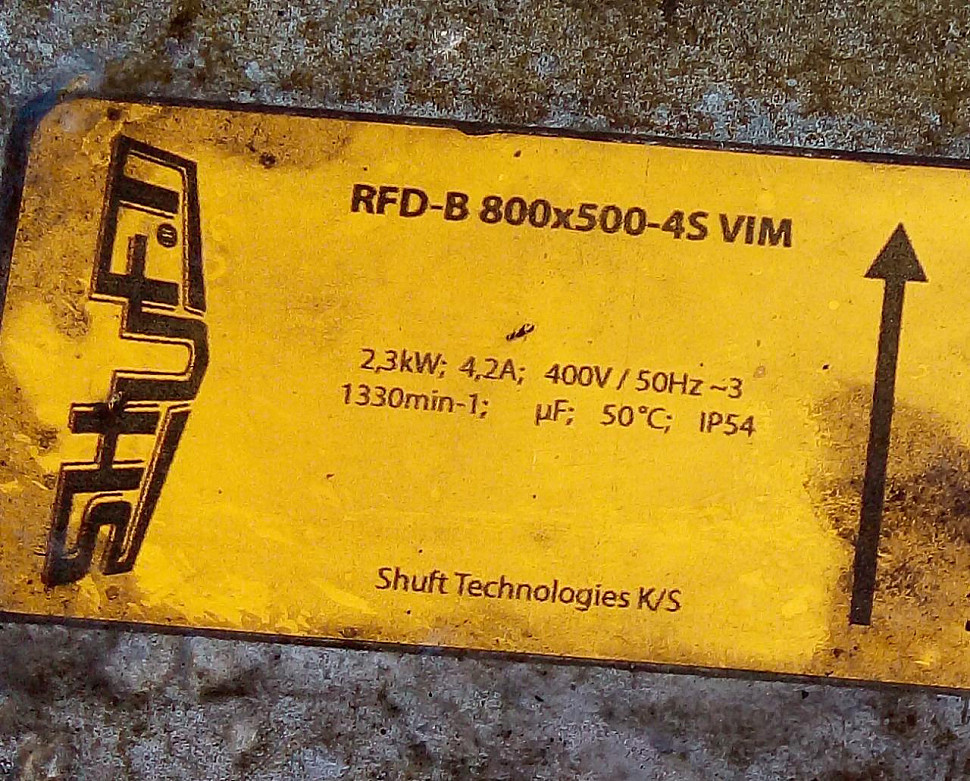 SHUFT
RFD-B 800x500-4S VIM
2,3kW; 4,2A; 400V / 50Hz ~3
1330min-1; µF; 50°C; IP54
Shuft Technologies K/S